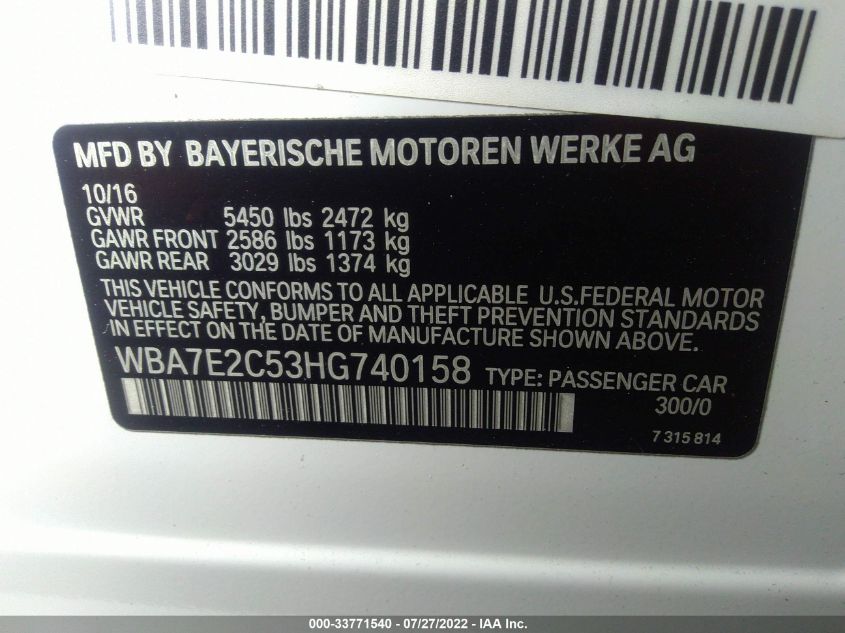 MFD BY BAYERISCHE MOTOREN WERKE AG
10/16
GVWR 5450 lbs 2472 kg
GAWR FRONT 2586 lbs 1173 kg
GAWR REAR 3029 lbs 1374 kg
THIS VEHICLE CONFORMS TO ALL APPLICABLE U.S.FEDERAL MOTOR
VEHICLE SAFETY, BUMPER AND THEFT PREVENTION STANDARDS
IN EFFECT ON THE DATE OF MANUFACTURE SHOWN ABOVE.
WBA7E2C53HG740158 TYPE: PASSENGER CAR
300/0
7 315 814
000-33771540 - 07/27/2022 - IAA Inc.